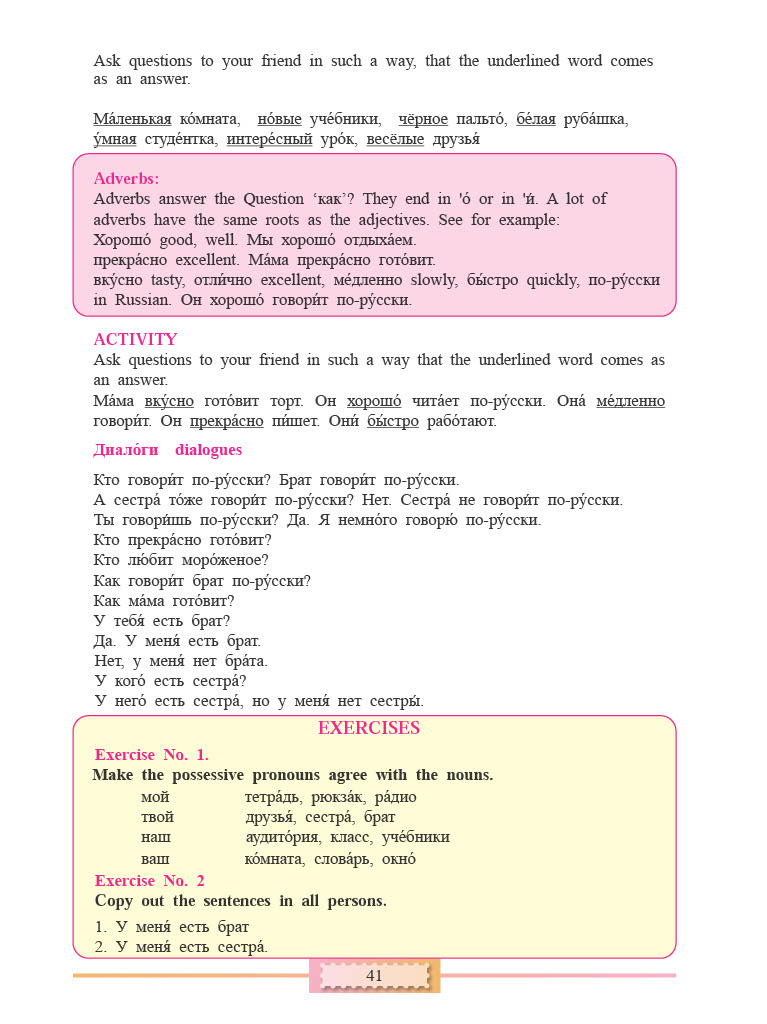 Ask questions to your friend in such a way, that the underlined word comes
as an answer.
Ма́ленькая ко́мната, но́вые уче́бники, чёрное пальто́, бе́лая руба́шка,
у́мная студе́нтка, интере́сный уро́к, весёлые друзья́
Adverbs:
Adverbs answer the Question ‘как’? They end in 'о́ or in 'и́. A lot of
adverbs have the same roots as the adjectives. See for example:
Хорошо́ good, well. Мы хорошо́ отдыха́ем.
прекра́сно excellent. Ма́ма прекра́сно гото́вит.
вку́сно tasty, отли́чно excellent, ме́дленно slowly, бы́стро quickly, по-ру́сски
in Russian. Он хорошо́ говори́т по-ру́сски.
ACTIVITY
Ask questions to your friend in such a way that the underlined word comes as
an answer.
Ма́ма вку́сно гото́вит торт. Он хорошо́ чита́ет по-ру́сски. Она́ ме́дленно
говори́т. Он прекра́сно пи́шет. Они́ бы́стро рабо́тают.
Диало́ги dialogues
Кто говори́т по-ру́сски? Брат говори́т по-ру́сски.
А сестра́ то́же говори́т по-ру́сски? Нет. Сестра́ не говори́т по-ру́сски.
Ты говори́шь по-ру́сски? Да. Я немно́го говорю́ по-ру́сски.
Кто прекра́сно гото́вит?
Кто лю́бит моро́женое?
Как говори́т брат по-ру́сски?
Как ма́ма гото́вит?
У тебя́ есть брат?
Да. У меня́ есть брат.
Нет, у меня́ нет бра́та.
У кого́ есть сестра́?
У него́ есть сестра́, но у меня́ нет сестры́.
EXERCISES
Exercise No. 1.
Make the possessive pronouns agree with the nouns.
мой тетра́дь, рюкза́к, ра́дио
твой друзья́, сестра́, брат
наш аудито́рия, класс, уче́бники
ваш ко́мната, слова́рь, окно́
Exercise No. 2
Copy out the sentences in all persons.
1. У меня́ есть брат
2. У меня́ есть сестра́.
41